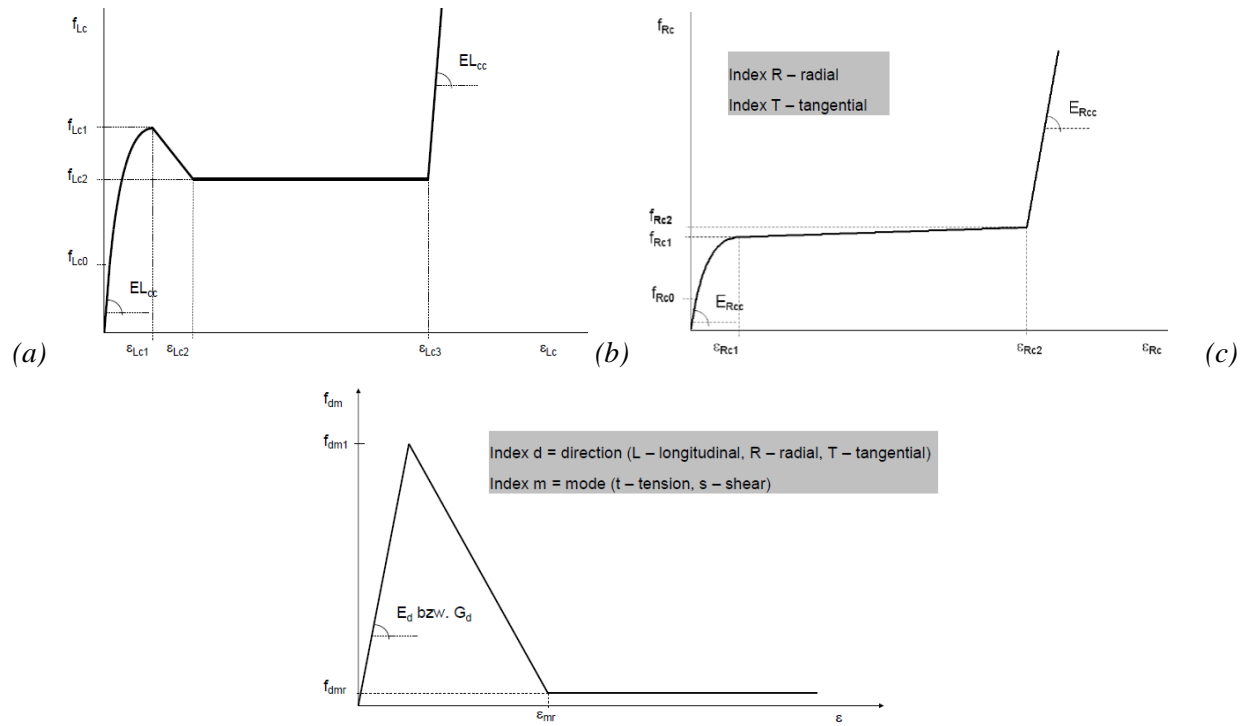 f_Lc
EL_cc
f_Lc1
f_Lc2
f_Lc0
EL_cc
(a)
ε_Lc1 ε_Lc2 ε_Lc3 ε_Lc
f_Rc
Index R – radial
Index T – tangential
E_Rcc
f_Rc2
f_Rc1
f_Rc0
E_Rcc
(b)
ε_Rc1 ε_Rc2 ε_Rc
(c)
f_dm
f_dm1
Index d = direction (L – longitudinal, R – radial, T – tangential)
Index m = mode (t – tension, s – shear)
E_d bzw. G_d
f_dmr
ε_mr ε